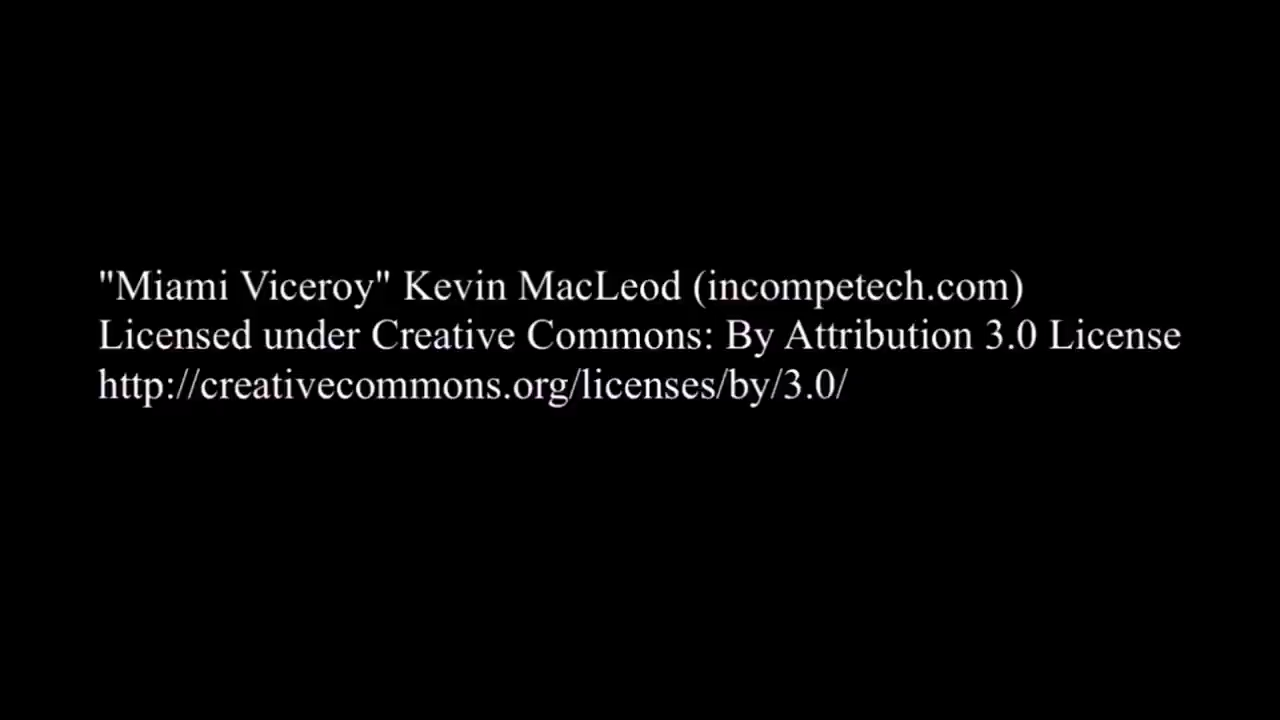 "Miami Viceroy" Kevin MacLeod (incompetech.com)
Licensed under Creative Commons: By Attribution 3.0 License
http://creativecommons.org/licenses/by/3.0/